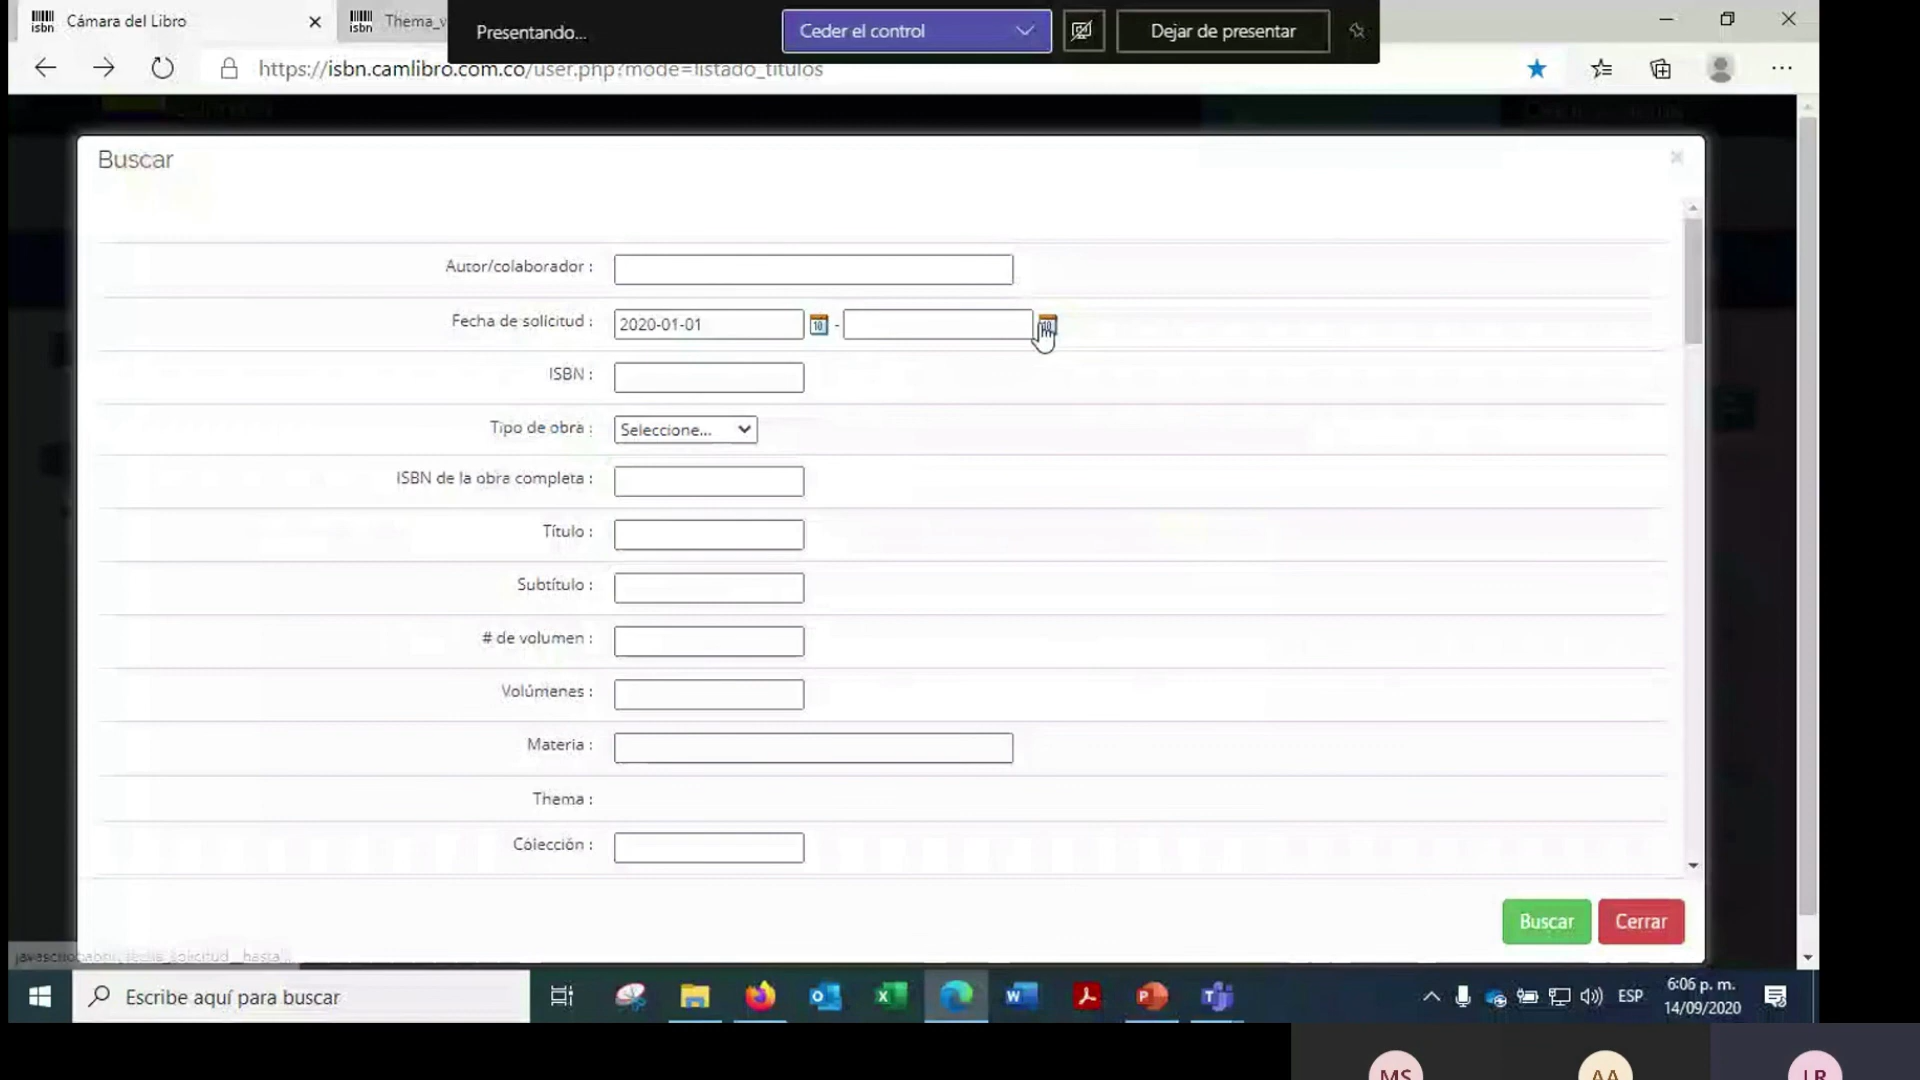 Cámara del Libro
Thema_v
Presentando...
Ceder el control
Dejar de presentar
https://isbn.camlibro.com.co/user.php?mode=listado_titulos
Buscar
Autor/colaborador :
Fecha de solicitud : 2020-01-01 -
ISBN :
Tipo de obra : Seleccione...
ISBN de la obra completa :
Título :
Subtítulo :
# de volumen :
Volúmenes :
Materia :
Thema :
Colección :
Buscar Cerrar
Escribe aquí para buscar
ESP
6:06 p. m.
14/09/2020
MS AA LR